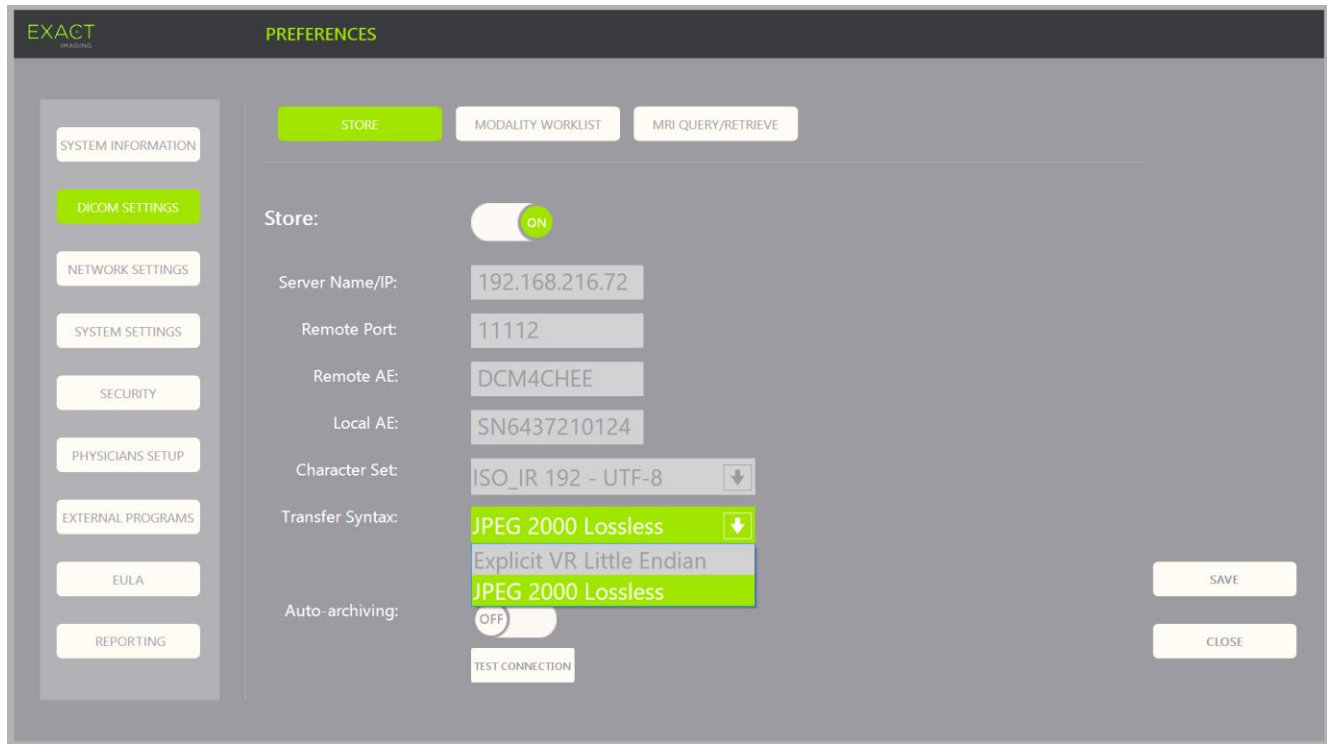 EXACT
IMAGING
PREFERENCES
SYSTEM INFORMATION
DICOM SETTINGS
NETWORK SETTINGS
SYSTEM SETTINGS
SECURITY
PHYSICIANS SETUP
EXTERNAL PROGRAMS
EULA
REPORTING
STORE MODALITY WORKLIST MRI QUERY/RETRIEVE
Store: ON
Server Name/IP: 192.168.216.72
Remote Port: 11112
Remote AE: DCM4CHEE
Local AE: SN6437210124
Character Set: ISO_IR 192 - UTF-8
Transfer Syntax: JPEG 2000 Lossless
Explicit VR Little Endian
JPEG 2000 Lossless
Auto-archiving: OFF
TEST CONNECTION
SAVE
CLOSE